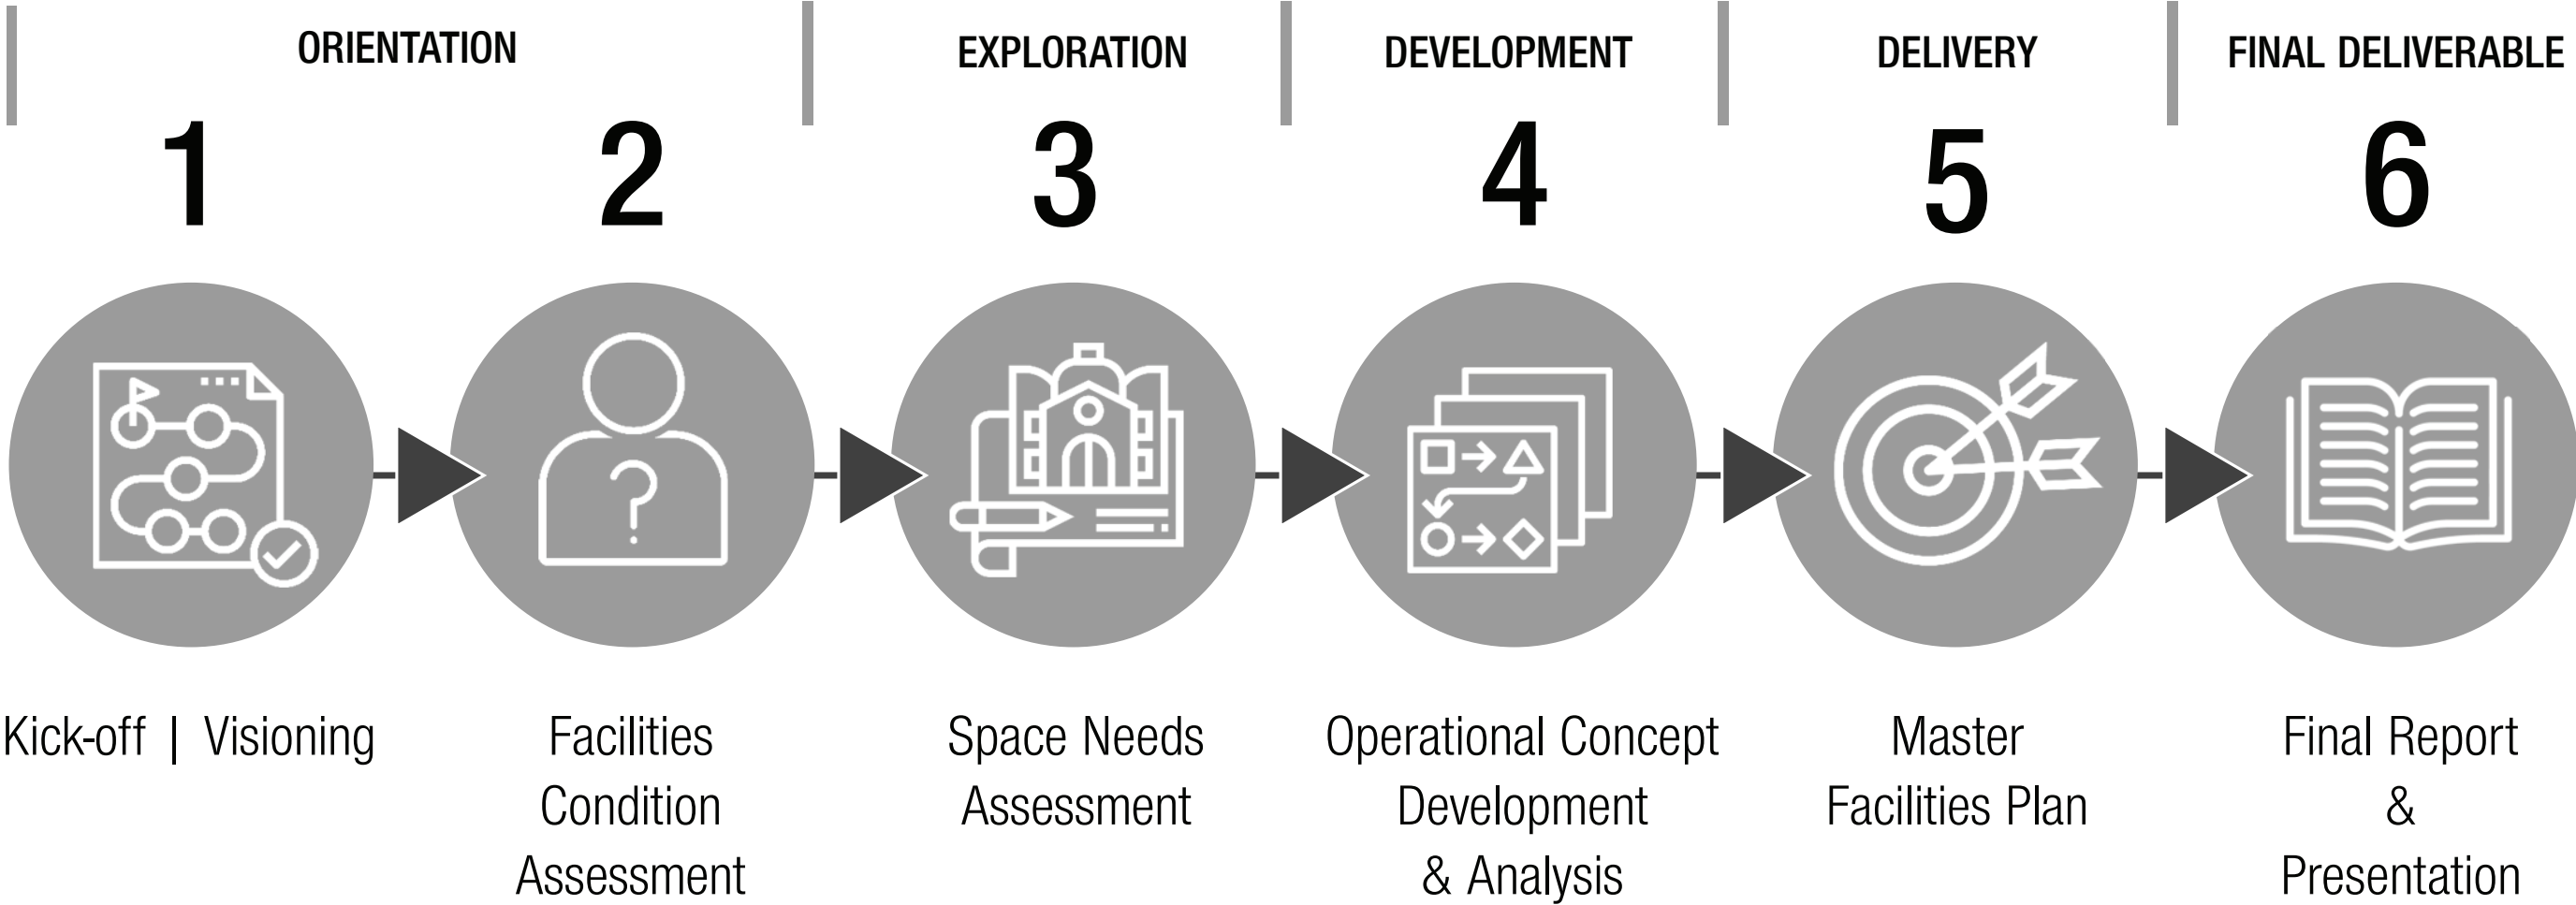 ORIENTATION
EXPLORATION
DEVELOPMENT
DELIVERY
FINAL DELIVERABLE
1
2
3
4
5
6
?
Kick-off | Visioning
Facilities
Condition
Assessment
Space Needs
Assessment
Operational Concept
Development
& Analysis
Master
Facilities Plan
Final Report
&
Presentation